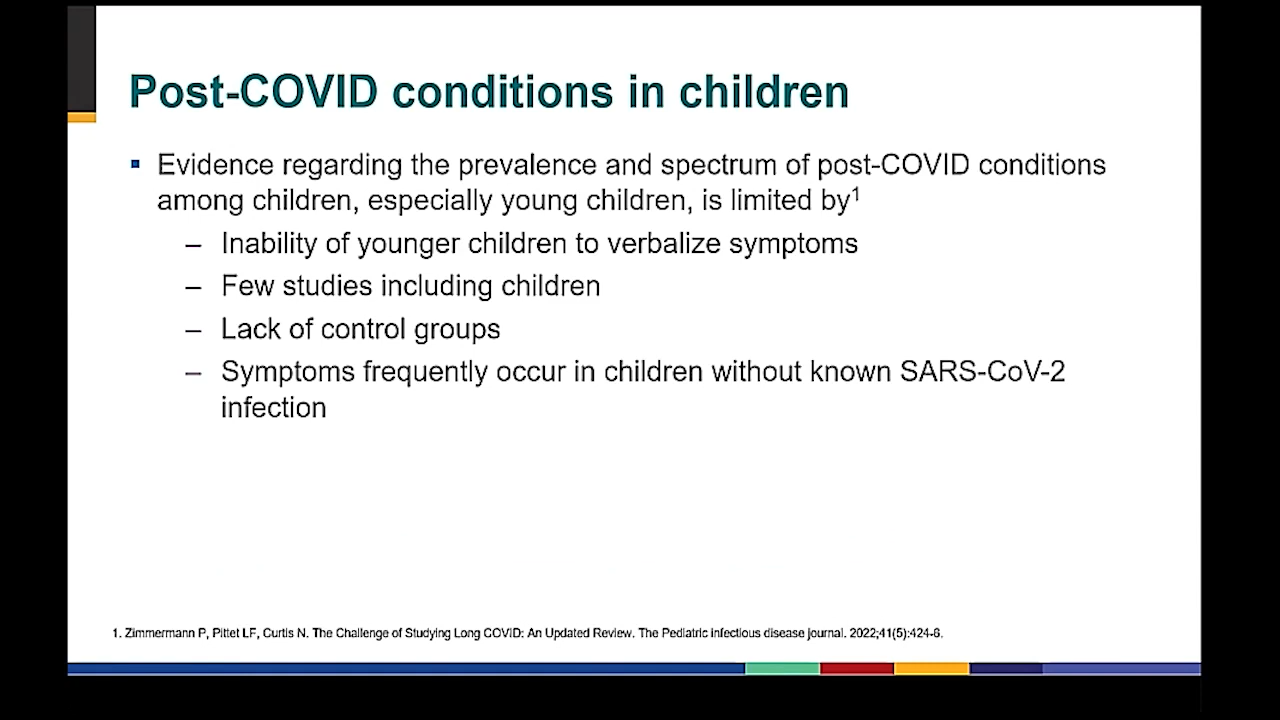 Post-COVID conditions in children
▪ Evidence regarding the prevalence and spectrum of post-COVID conditions
among children, especially young children, is limited by1
– Inability of younger children to verbalize symptoms
– Few studies including children
– Lack of control groups
– Symptoms frequently occur in children without known SARS-CoV-2
infection
1. Zimmermann P, Pittet LF, Curtis N. The Challenge of Studying Long COVID: An Updated Review. The Pediatric infectious disease journal. 2022;41(5):424-6.